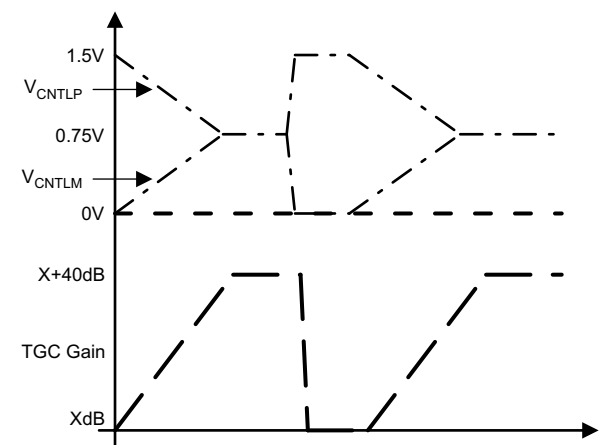 1.5V
VCNTLP
0.75V
VCNTLM
0V
X+40dB
TGC Gain
XdB